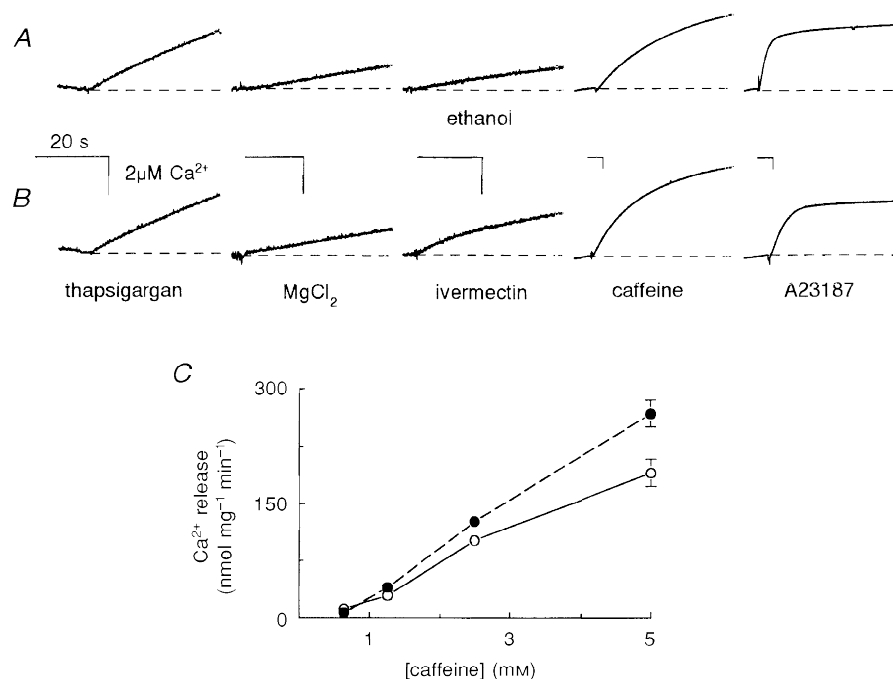 A
ethanol
20 s
2μM Ca²⁺
B
thapsigargan MgCl₂ ivermectin caffeine A23187
C
300
150
0
Ca²⁺ release
(nmol mg⁻¹ min⁻¹)
1 3 5
[caffeine] (mM)